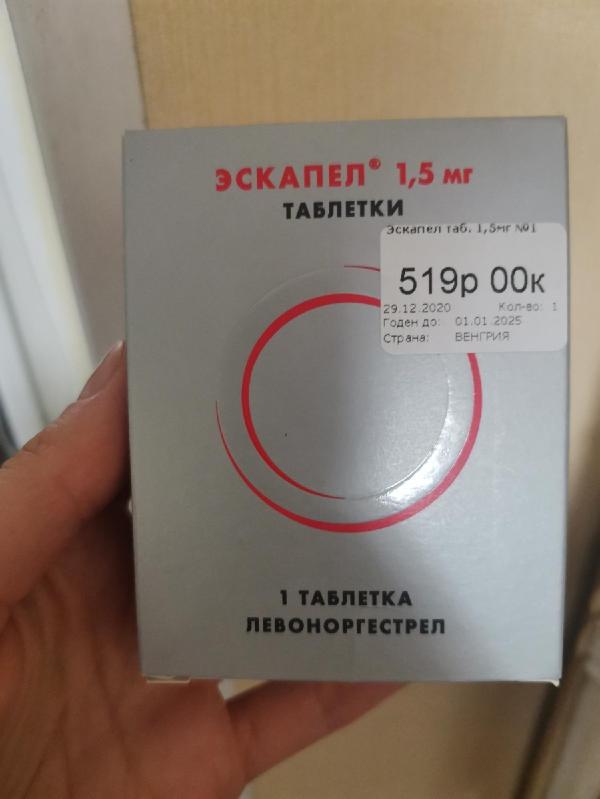 ЭСКАПЕЛ® 1,5 мг
ТАБЛЕТКИ
Эскапел таб. 1,5мг №1
519р 00к
29.12.2020 Кол-во: 1
Годен до: 01.01.2025
Страна: ВЕНГРИЯ
1 ТАБЛЕТКА
ЛЕВОНОРГЕСТРЕЛ